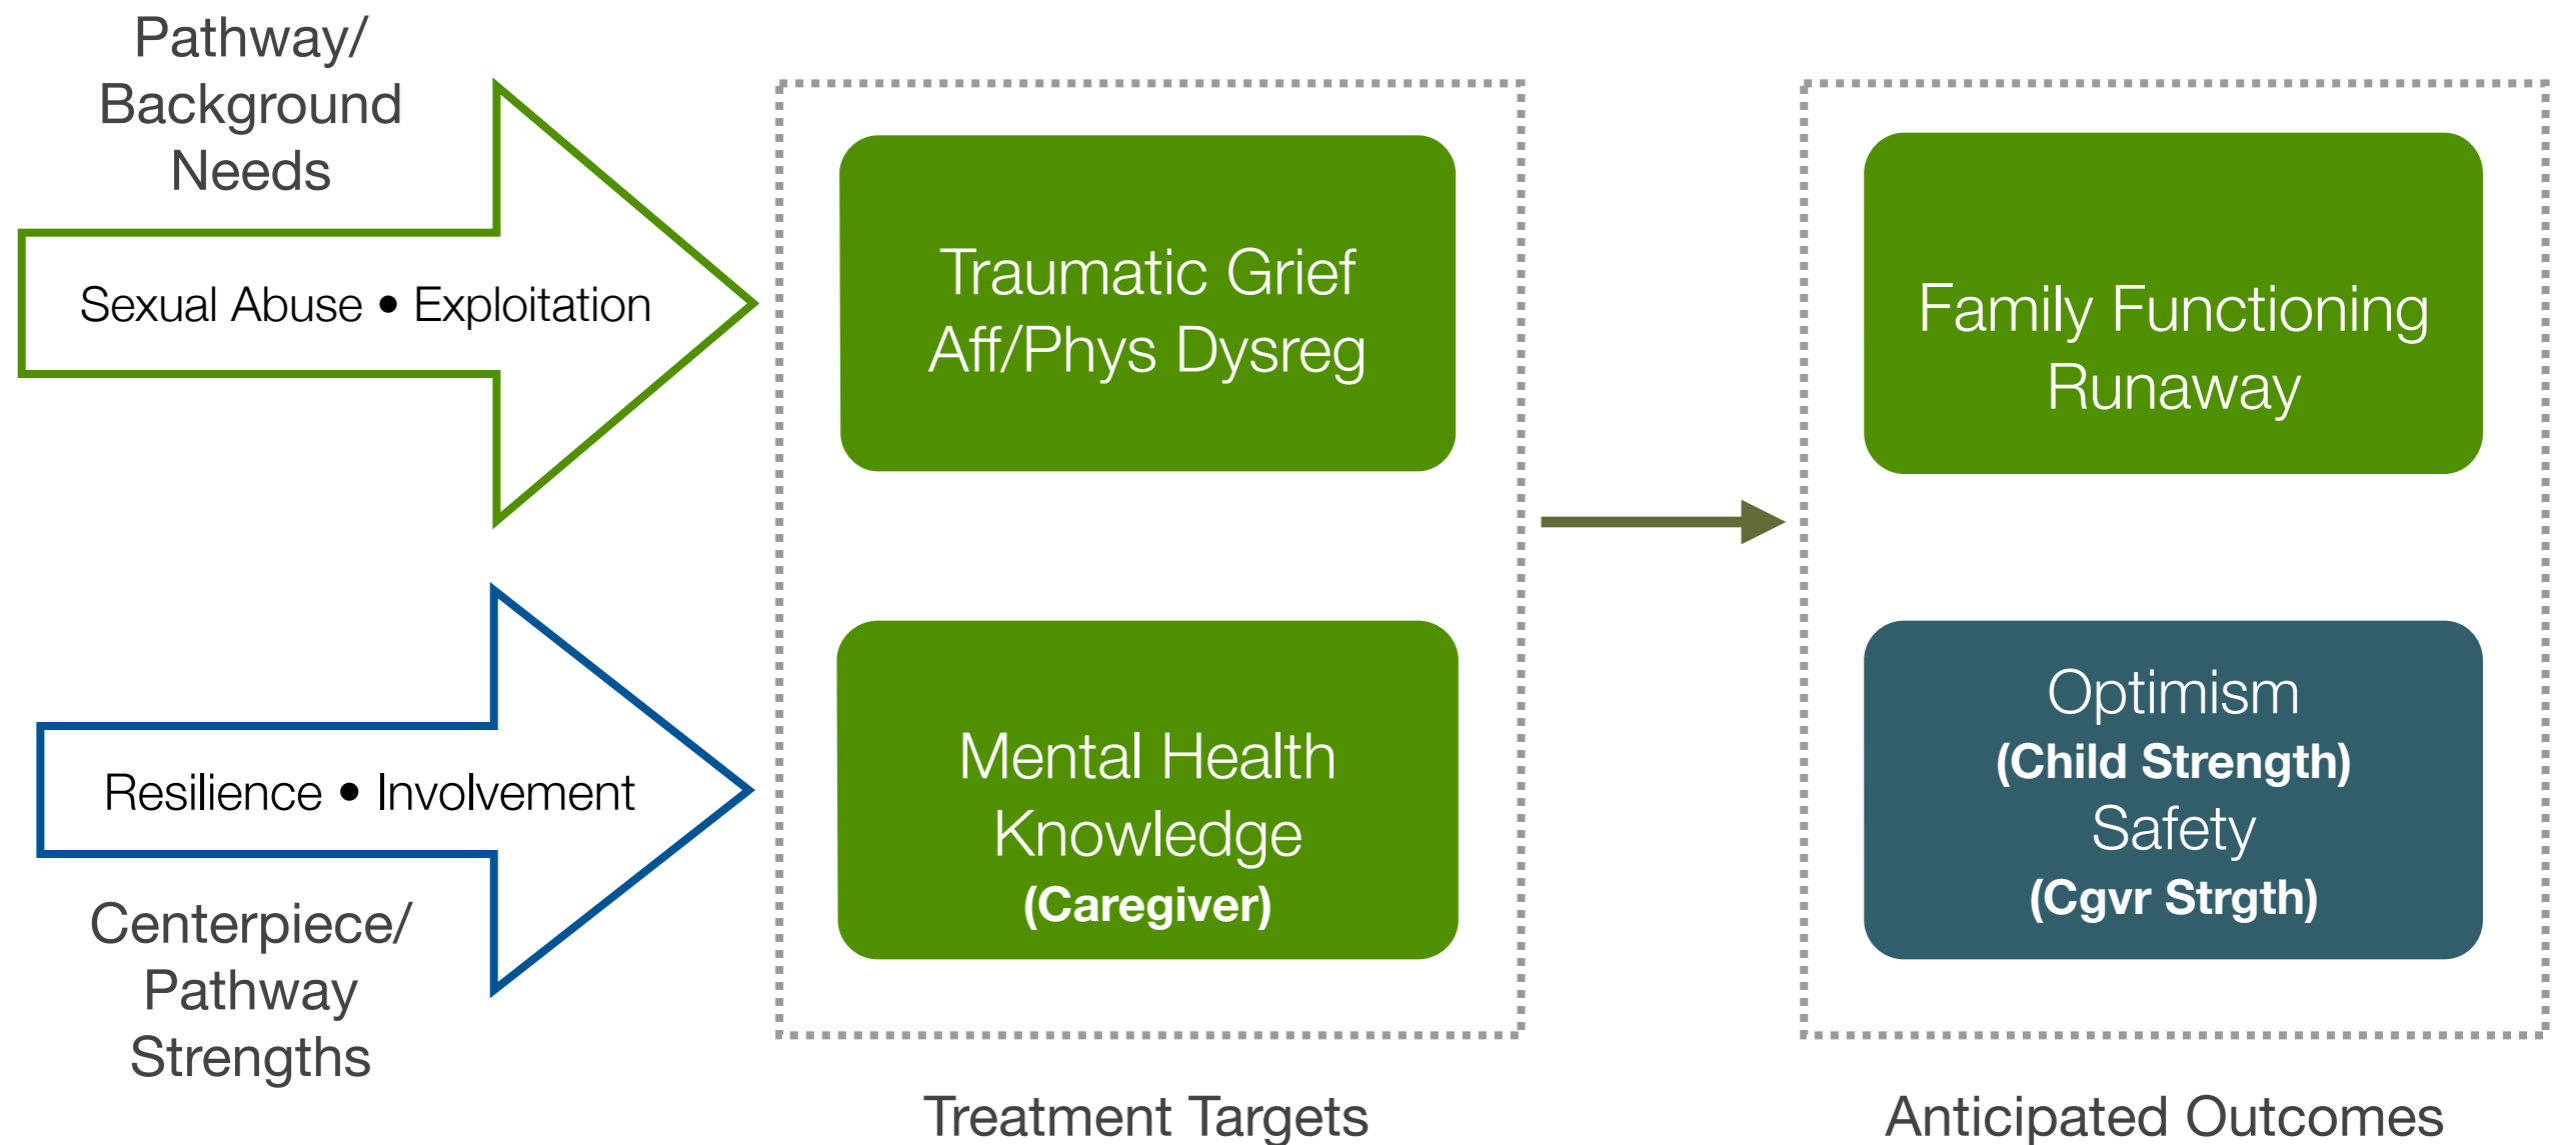 Pathway/
Background
Needs
Sexual Abuse • Exploitation
Resilience • Involvement
Centerpiece/
Pathway
Strengths
Traumatic Grief
Aff/Phys Dysreg
Mental Health
Knowledge
(Caregiver)
Treatment Targets
Family Functioning
Runaway
Optimism
(Child Strength)
Safety
(Cgvr Strgth)
Anticipated Outcomes